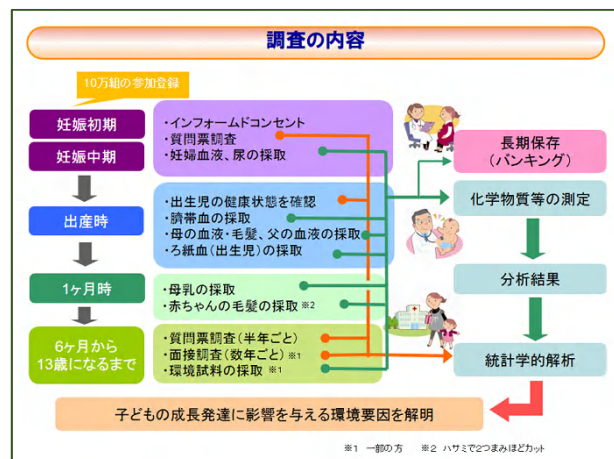 調査の内容
10万組の参加登録
妊娠初期
妊娠中期
・インフォームドコンセント
・質問票調査
・妊婦血液、尿の採取
長期保存
(バンキング)
出産時
・出生児の健康状態を確認
・臍帯血の採取
・母の血液・毛髪、父の血液の採取
・ろ紙血(出生児)の採取
化学物質等の測定
1ヶ月時
・母乳の採取
・赤ちゃんの毛髪の採取 ※2
分析結果
6ヶ月から
13歳になるまで
・質問票調査(半年ごと)
・面接調査(数年ごと) ※1
・環境試料の採取 ※1
統計学的解析
子どもの成長発達に影響を与える環境要因を解明
※1 一部の方 ※2 ハサミで2つまみほどカット